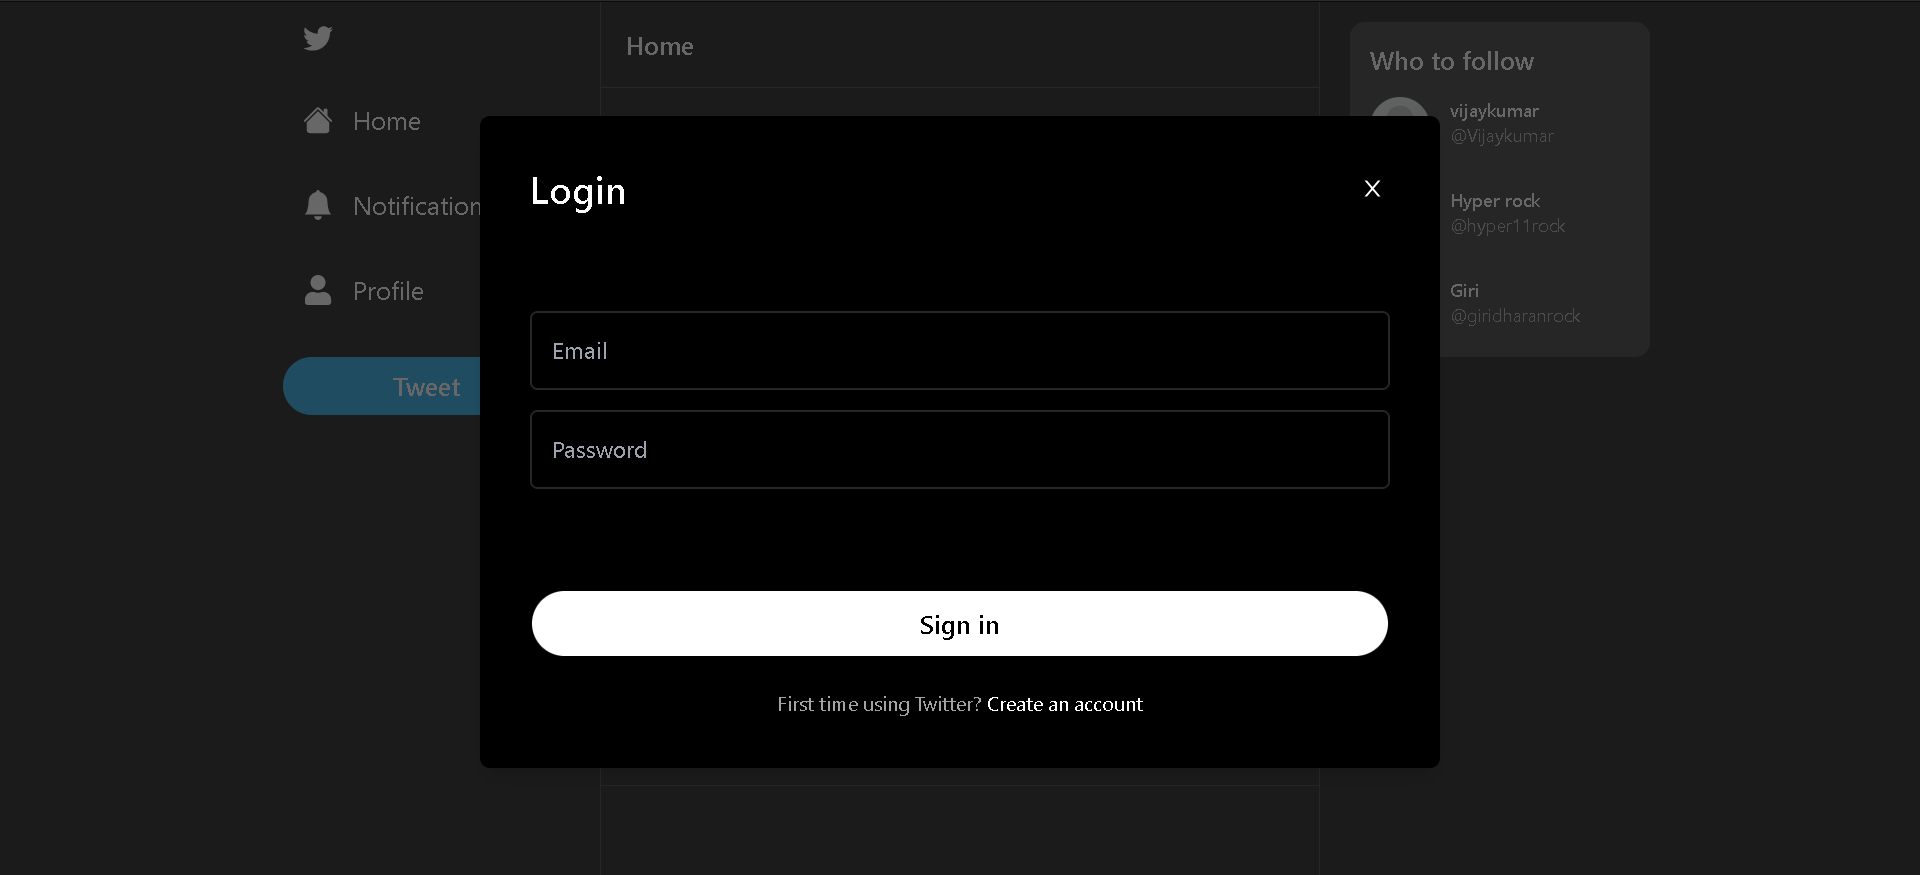 Home
Notification
Profile
Tweet
Home
Login
X
Email
Password
Sign in
First time using Twitter? Create an account
Who to follow
vijaykumar
@Vijaykumar
Hyper rock
@hyper11rock
Giri
@giridharanrock